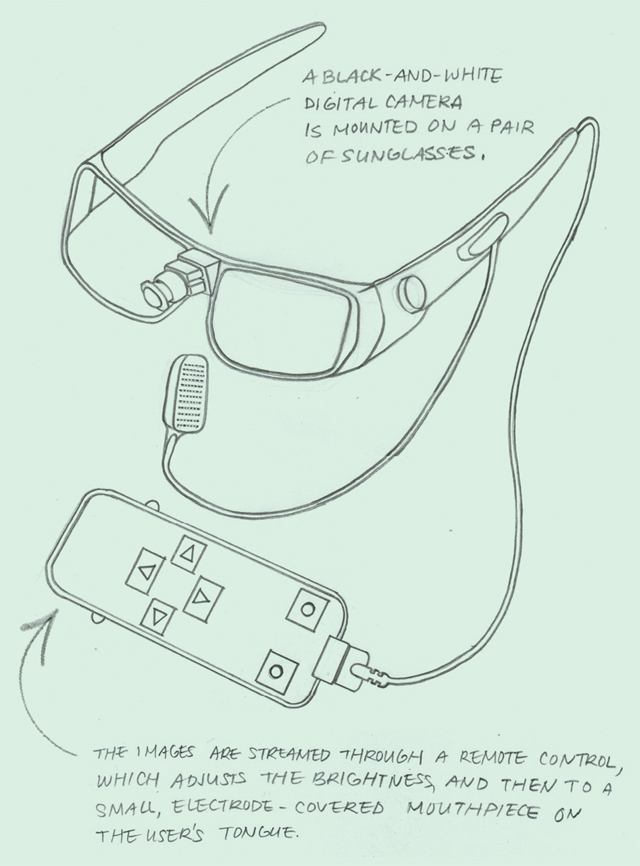 A BLACK-AND-WHITE
DIGITAL CAMERA
IS MOUNTED ON A PAIR
OF SUNGLASSES.
THE IMAGES ARE STREAMED THROUGH A REMOTE CONTROL,
WHICH ADJUSTS THE BRIGHTNESS, AND THEN TO A
SMALL, ELECTRODE-COVERED MOUTHPIECE ON
THE USER'S TONGUE.